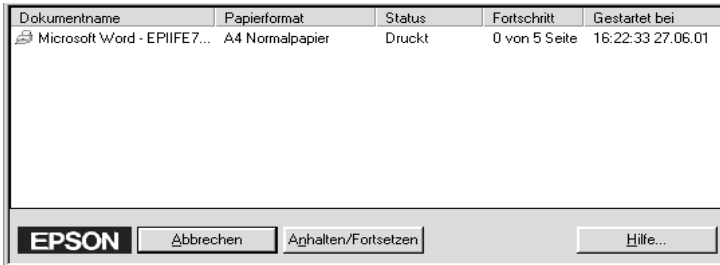 Dokumentname Papierformat Status Fortschritt Gestartet bei
Microsoft Word - EPIIFE7... A4 Normalpapier Druckt 0 von 5 Seite 16:22:33 27.06.01
EPSON Abbrechen Anhalten/Fortsetzen Hilfe...